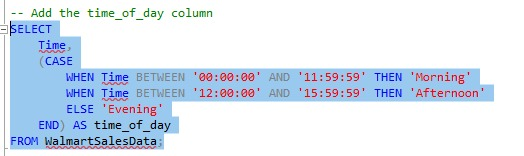 -- Add the time_of_day column
SELECT
Time,
(CASE
WHEN Time BETWEEN '00:00:00' AND '11:59:59' THEN 'Morning'
WHEN Time BETWEEN '12:00:00' AND '15:59:59' THEN 'Afternoon'
ELSE 'Evening'
END) AS time_of_day
FROM WalmartSalesData;